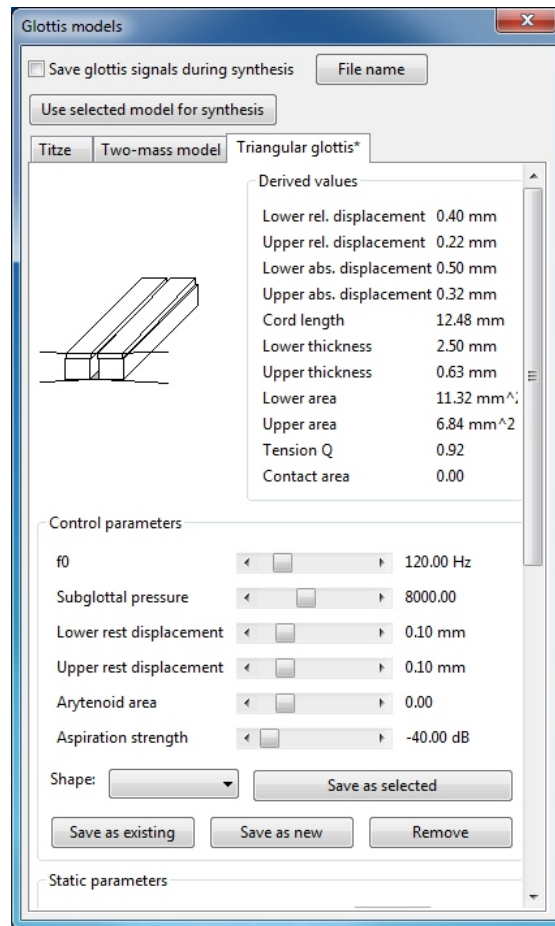 Glottis models
Save glottis signals during synthesis File name
Use selected model for synthesis
Titze Two-mass model Triangular glottis*
Derived values
Lower rel. displacement 0.40 mm
Upper rel. displacement 0.22 mm
Lower abs. displacement 0.50 mm
Upper abs. displacement 0.32 mm
Cord length 12.48 mm
Lower thickness 2.50 mm
Upper thickness 0.63 mm
Lower area 11.32 mm^
Upper area 6.84 mm^2
Tension Q 0.92
Contact area 0.00
Control parameters
f0 120.00 Hz
Subglottal pressure 8000.00
Lower rest displacement 0.10 mm
Upper rest displacement 0.10 mm
Arytenoid area 0.00
Aspiration strength -40.00 dB
Shape: Save as selected
Save as existing Save as new Remove
Static parameters